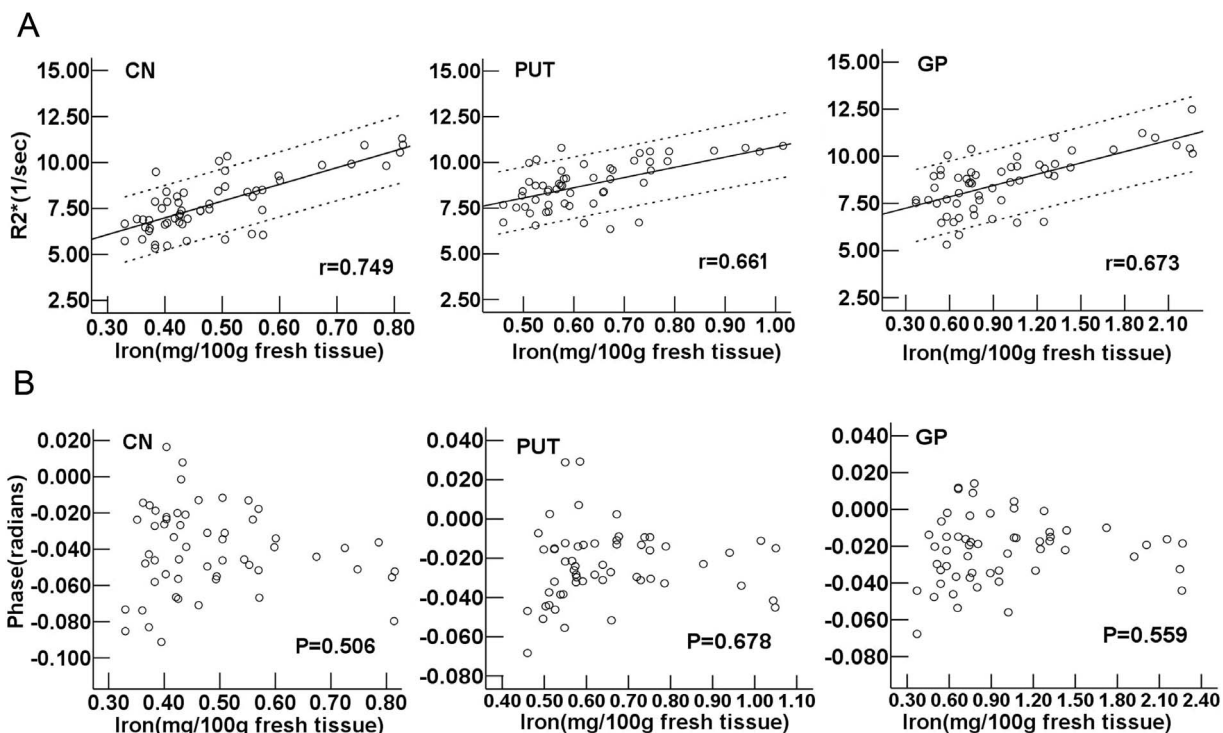 A
CN
PUT
GP
15.00
12.50
10.00
7.50
5.00
2.50
R2*(1/sec)
r=0.749
0.30 0.40 0.50 0.60 0.70 0.80
Iron(mg/100g fresh tissue)
15.00
12.50
10.00
7.50
5.00
2.50
r=0.661
0.50 0.60 0.70 0.80 0.90 1.00
Iron(mg/100g fresh tissue)
15.00
12.50
10.00
7.50
5.00
2.50
r=0.673
0.30 0.60 0.90 1.20 1.50 1.80 2.10
Iron(mg/100g fresh tissue)
B
CN
PUT
GP
0.020
0.000
-0.020
-0.040
-0.060
-0.080
-0.100
Phase(radians)
P=0.506
0.30 0.40 0.50 0.60 0.70 0.80
Iron(mg/100g fresh tissue)
0.040
0.020
0.000
-0.020
-0.040
-0.060
-0.080
P=0.678
0.40 0.50 0.60 0.70 0.80 0.90 1.00 1.10
Iron(mg/100g fresh tissue)
0.040
0.020
0.000
-0.020
-0.040
-0.060
-0.080
P=0.559
0.30 0.60 0.90 1.20 1.50 1.80 2.10 2.40
Iron(mg/100g fresh tissue)